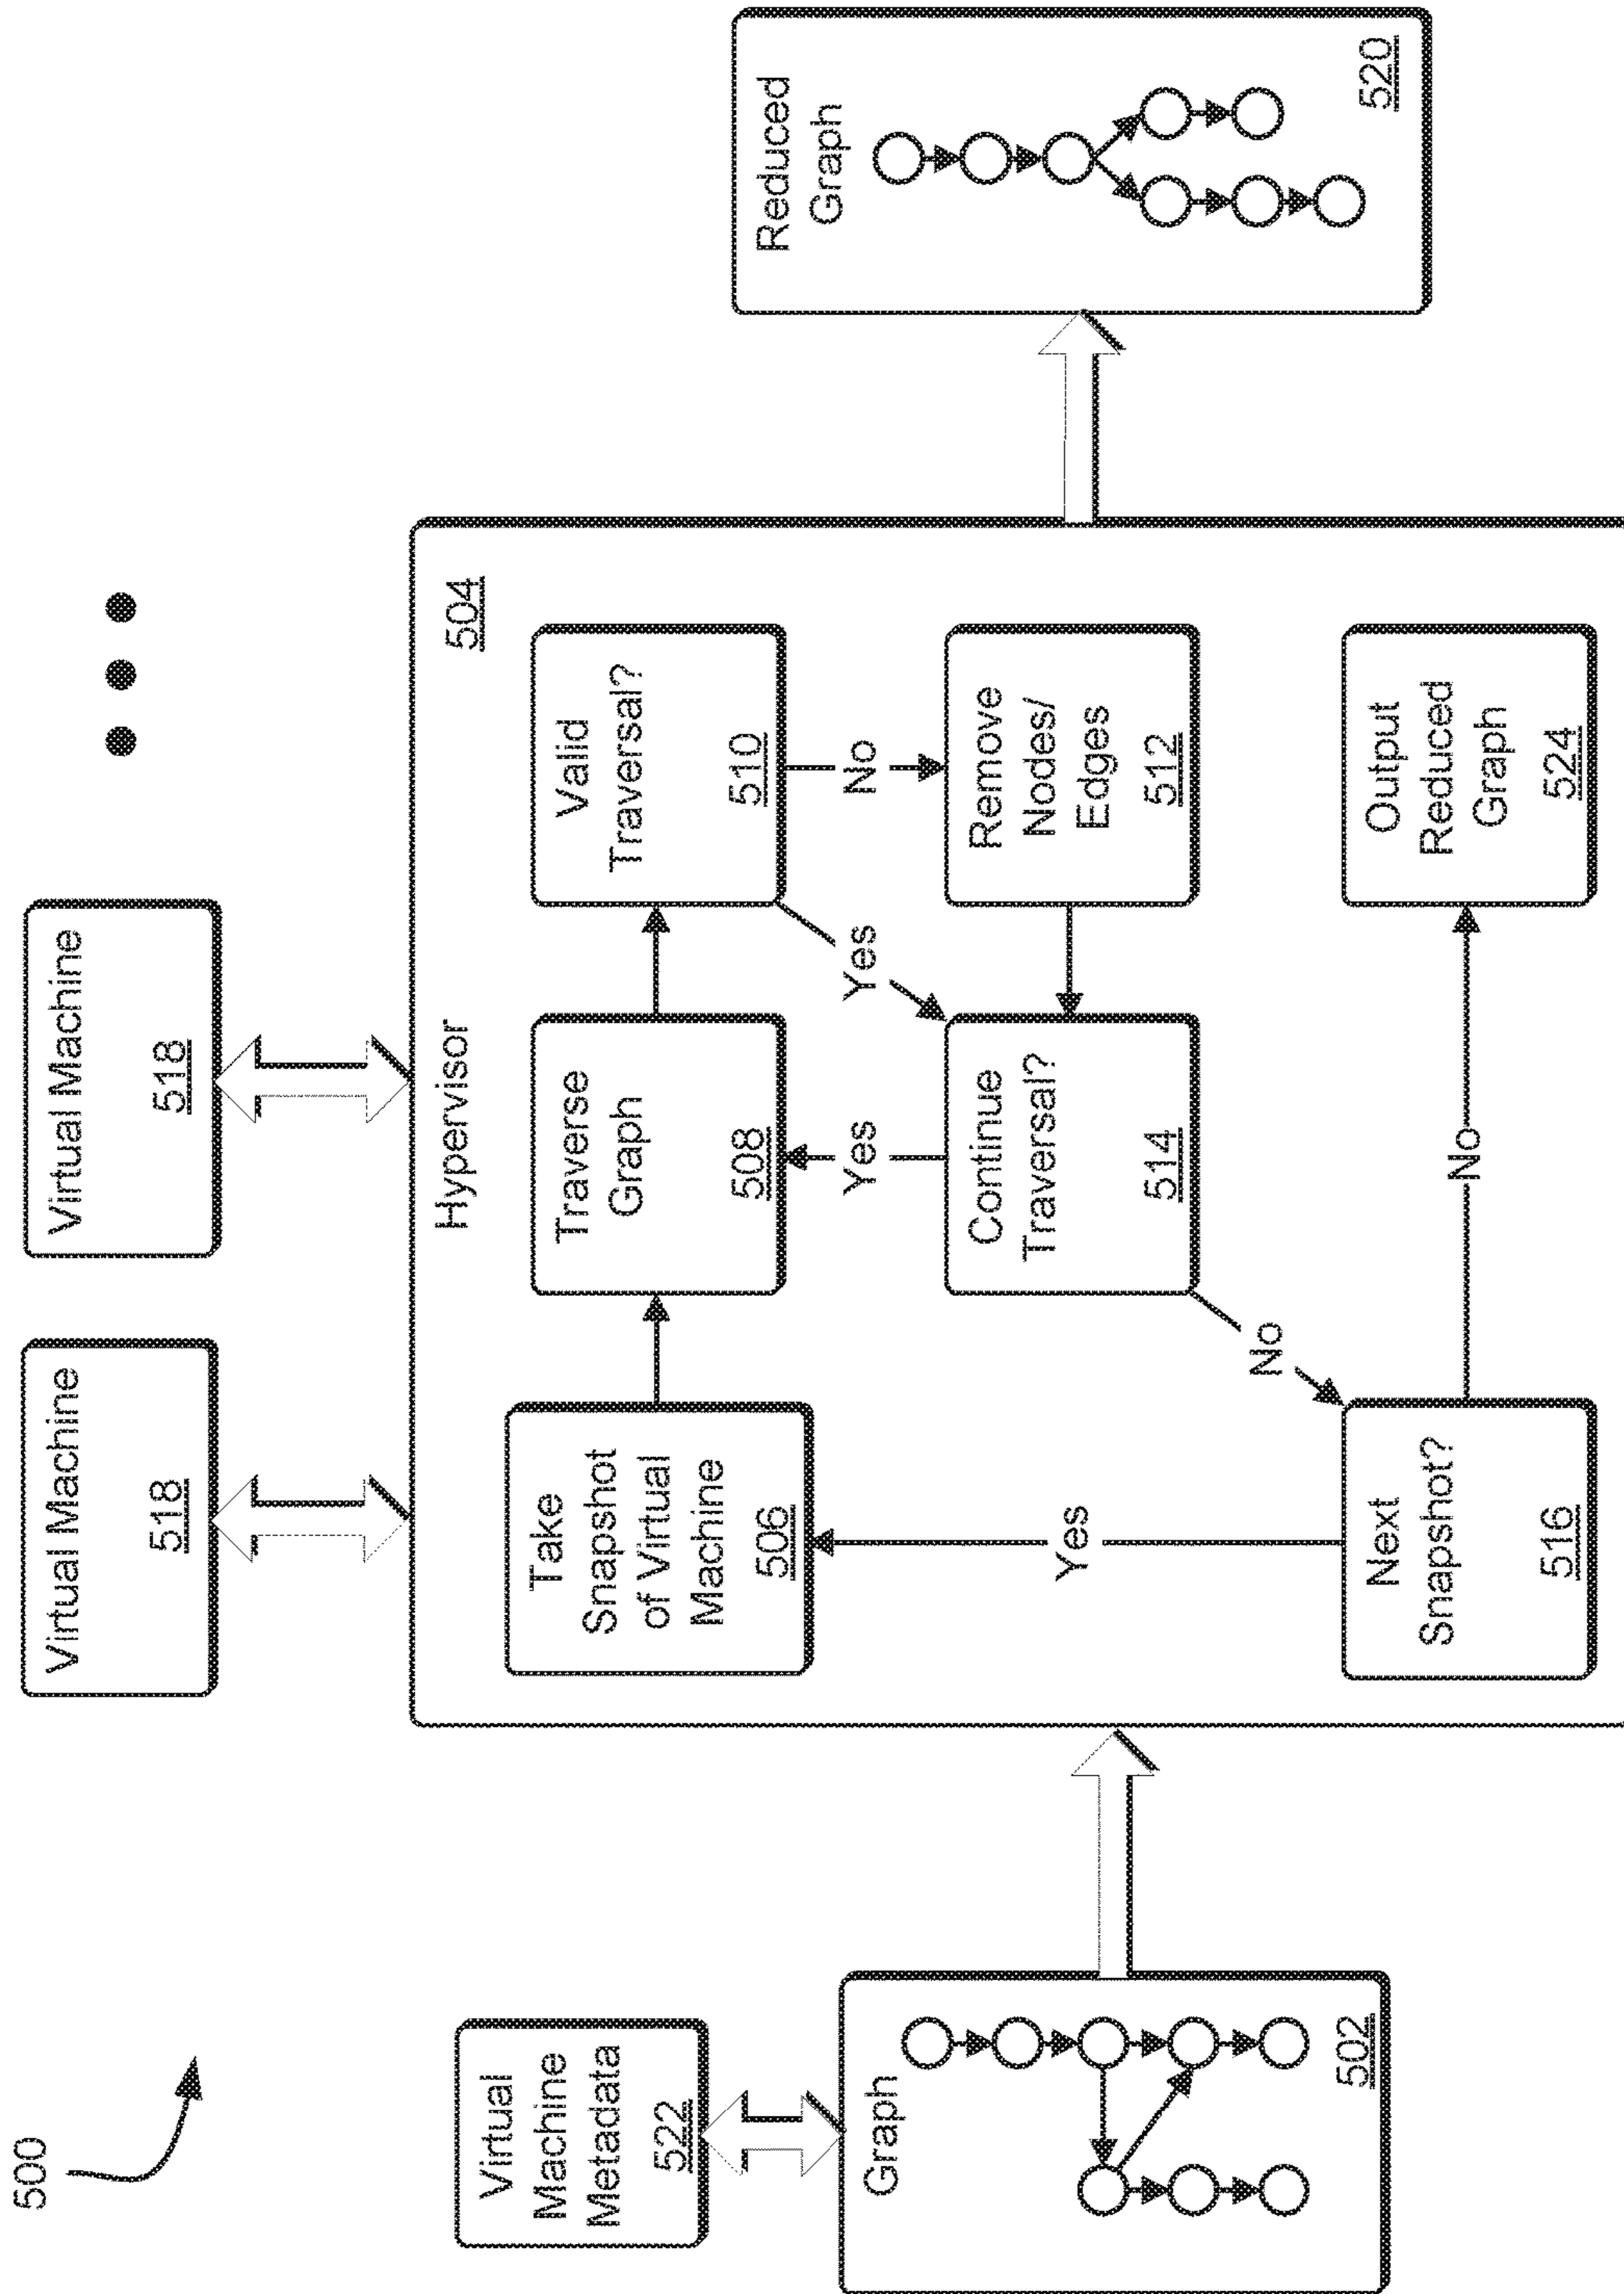 500
Virtual Machine
518
Virtual Machine
518
Virtual
Machine
Metadata
522
Graph
502
Hypervisor
504
Take
Snapshot
of Virtual
Machine
506
Traverse
Graph
508
Valid
Traversal?
510
Yes
Yes
No
Continue
Traversal?
514
Remove
Nodes/
Edges
512
Yes
No
Next
Snapshot?
516
No
Output
Reduced
Graph
524
Reduced
Graph
520